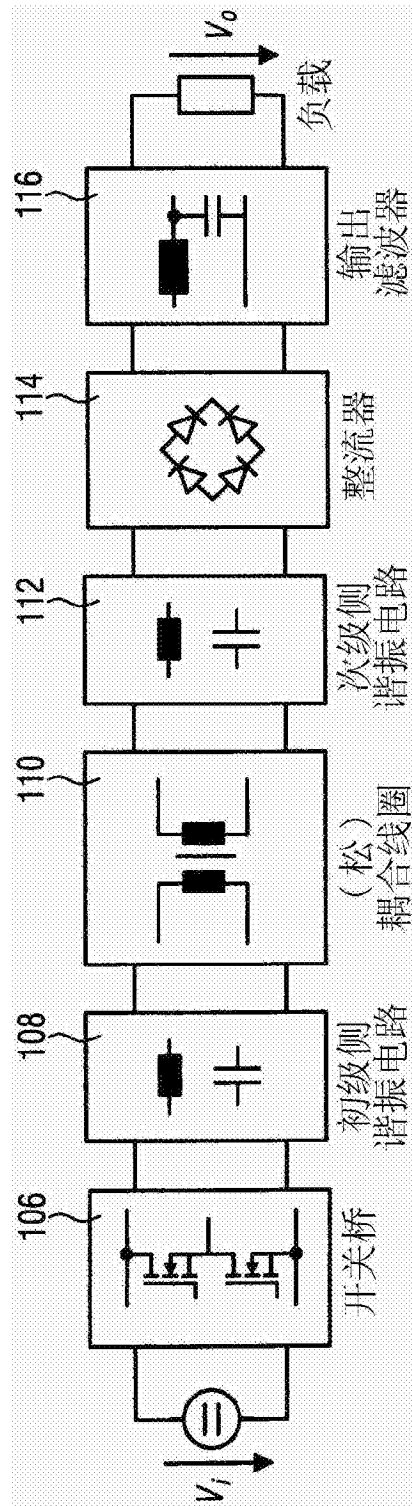 106
108
110
112
114
116
Vi
Vo
开关桥
初级侧
谐振电路
（松）
耦合线圈
次级侧
谐振电路
整流器
输出
滤波器
负载